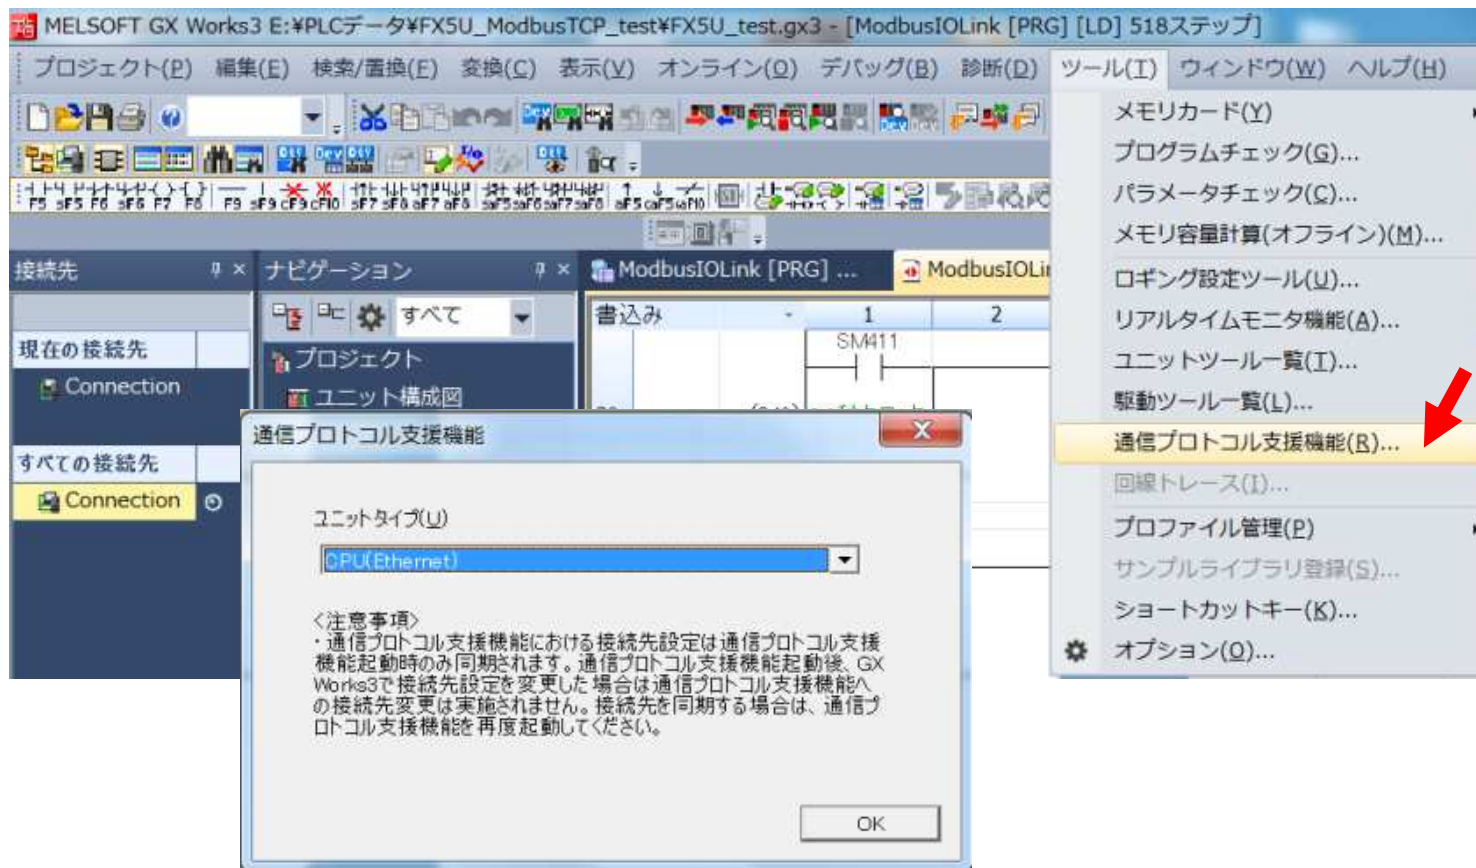 MELSOFT GX Works3 E:¥PLCデータ¥FX5U_ModbusTCP_test¥FX5U_test.gx3 - [ModbusIOLink [PRG] [LD] 518ステップ]
プロジェクト(P) 編集(E) 検索/置換(F) 変換(C) 表示(V) オンライン(O) デバッグ(B) 診断(D) ツール(T) ウィンドウ(W) ヘルプ(H)
メモリカード(Y)
プログラムチェック(G)...
パラメータチェック(C)...
メモリ容量計算(オフライン)(M)...
ロギング設定ツール(U)...
リアルタイムモニタ機能(A)...
ユニットツール一覧(T)...
駆動ツール一覧(L)...
通信プロトコル支援機能(R)...
回線トレース(I)...
プロファイル管理(P)
サンプルライブラリ登録(S)...
ショートカットキー(K)...
オプション(O)...
F5 sF5 F6 sF6 F7 F8 F9 sF9 cF9 cF10 sF7 sF8 aF7 aF8
接続先
現在の接続先
Connection
すべての接続先
Connection
ナビゲーション
すべて
プロジェクト
ユニット構成図
ModbusIOLink [PRG] ...
ModbusIOLi
書込み 1 2
SM411
通信プロトコル支援機能
ユニットタイプ(U)
CPU(Ethernet)
<注意事項>
・通信プロトコル支援機能における接続先設定は通信プロトコル支援
機能起動時のみ同期されます。通信プロトコル支援機能起動後、GX
Works3で接続先設定を変更した場合は通信プロトコル支援機能へ
の接続先変更は実施されません。接続先を同期する場合は、通信プ
ロトコル支援機能を再度起動してください。
OK